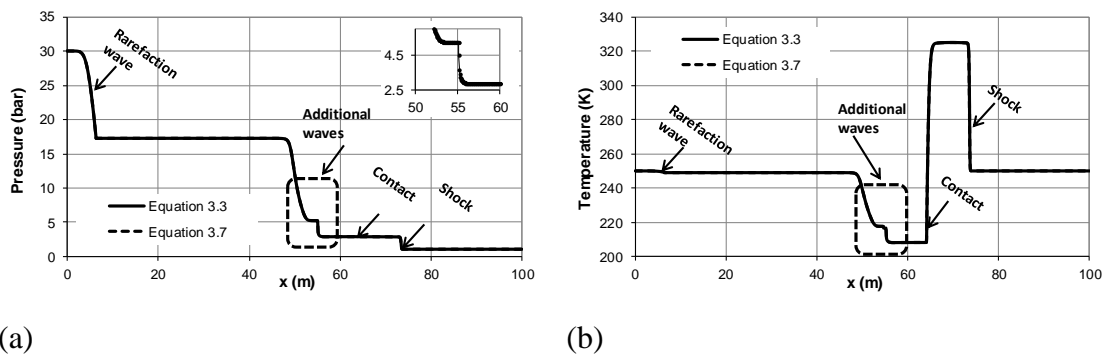 35
30
25
20
15
10
5
0
Pressure (bar)
0 20 40 60 80 100
x (m)
Rarefaction
wave
Additional
waves
Contact
Shock
Equation 3.3
Equation 3.7
4.5
2.5
50 55 60
340
320
300
280
260
240
220
200
Temperature (K)
0 20 40 60 80 100
x (m)
Equation 3.3
Equation 3.7
Rarefaction
wave
Additional
waves
Shock
Contact
(a)
(b)